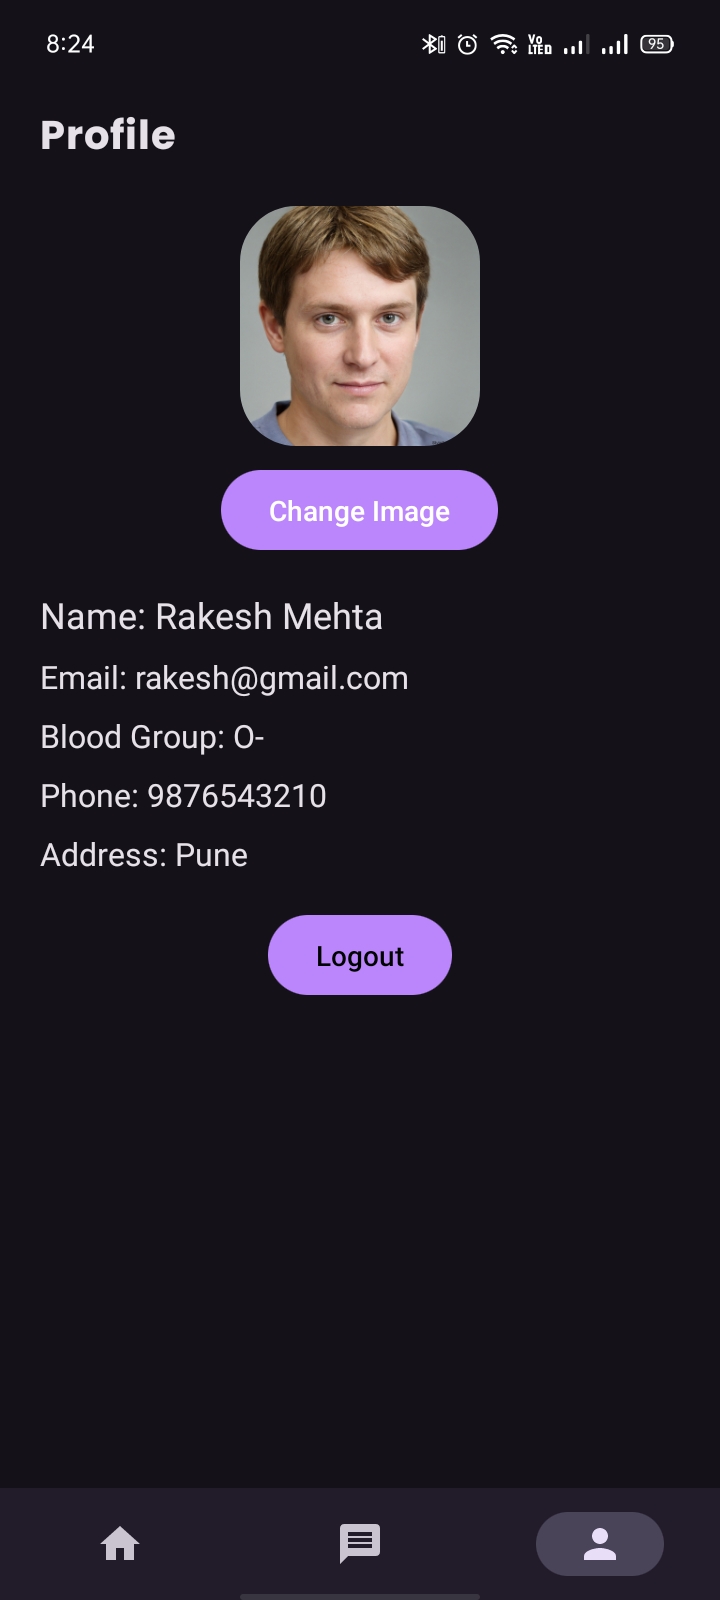 8:24
Vo
LTED
95
Profile
Change Image
Name: Rakesh Mehta
Email: rakesh@gmail.com
Blood Group: O-
Phone: 9876543210
Address: Pune
Logout